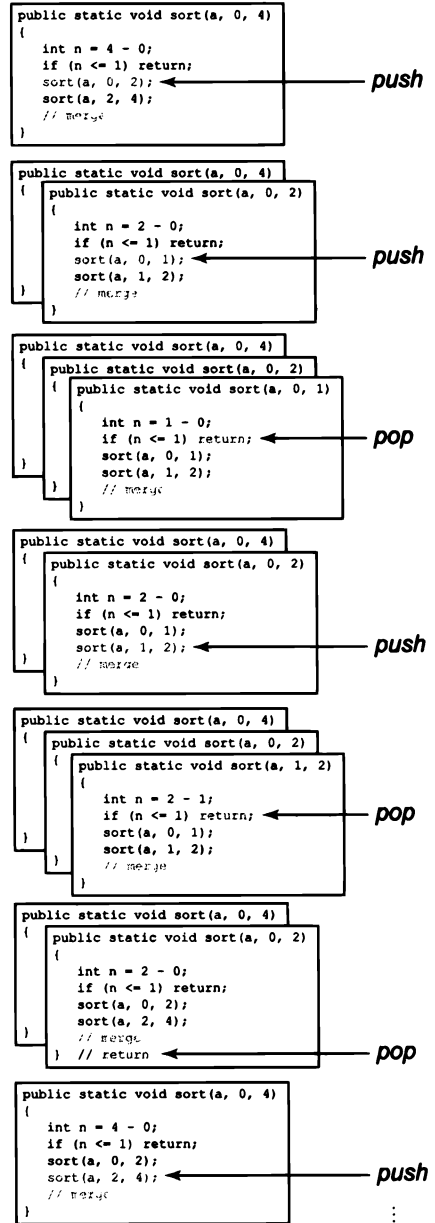 public static void sort(a, 0, 4)
{
int n = 4 - 0;
if (n <= 1) return;
sort(a, 0, 2); push
sort(a, 2, 4);
// merge
}
public static void sort(a, 0, 4)
{ public static void sort(a, 0, 2)
{
int n = 2 - 0;
if (n <= 1) return;
sort(a, 0, 1); push
sort(a, 1, 2);
} // merge
}
public static void sort(a, 0, 4)
{ public static void sort(a, 0, 2)
{ public static void sort(a, 0, 1)
{
int n = 1 - 0;
if (n <= 1) return; pop
} sort(a, 0, 1);
} sort(a, 1, 2);
// merge
}
public static void sort(a, 0, 4)
{ public static void sort(a, 0, 2)
{
int n = 2 - 0;
if (n <= 1) return;
sort(a, 0, 1);
sort(a, 1, 2); push
} // merge
}
public static void sort(a, 0, 4)
{ public static void sort(a, 0, 2)
{ public static void sort(a, 1, 2)
{
int n = 2 - 1;
if (n <= 1) return; pop
} sort(a, 0, 1);
} sort(a, 1, 2);
// merge
}
public static void sort(a, 0, 4)
{ public static void sort(a, 0, 2)
{
int n = 2 - 0;
if (n <= 1) return;
sort(a, 0, 2);
sort(a, 2, 4);
} // merge
} // return pop
public static void sort(a, 0, 4)
{
int n = 4 - 0;
if (n <= 1) return;
sort(a, 0, 2);
sort(a, 2, 4); push
// merge
}
⋮